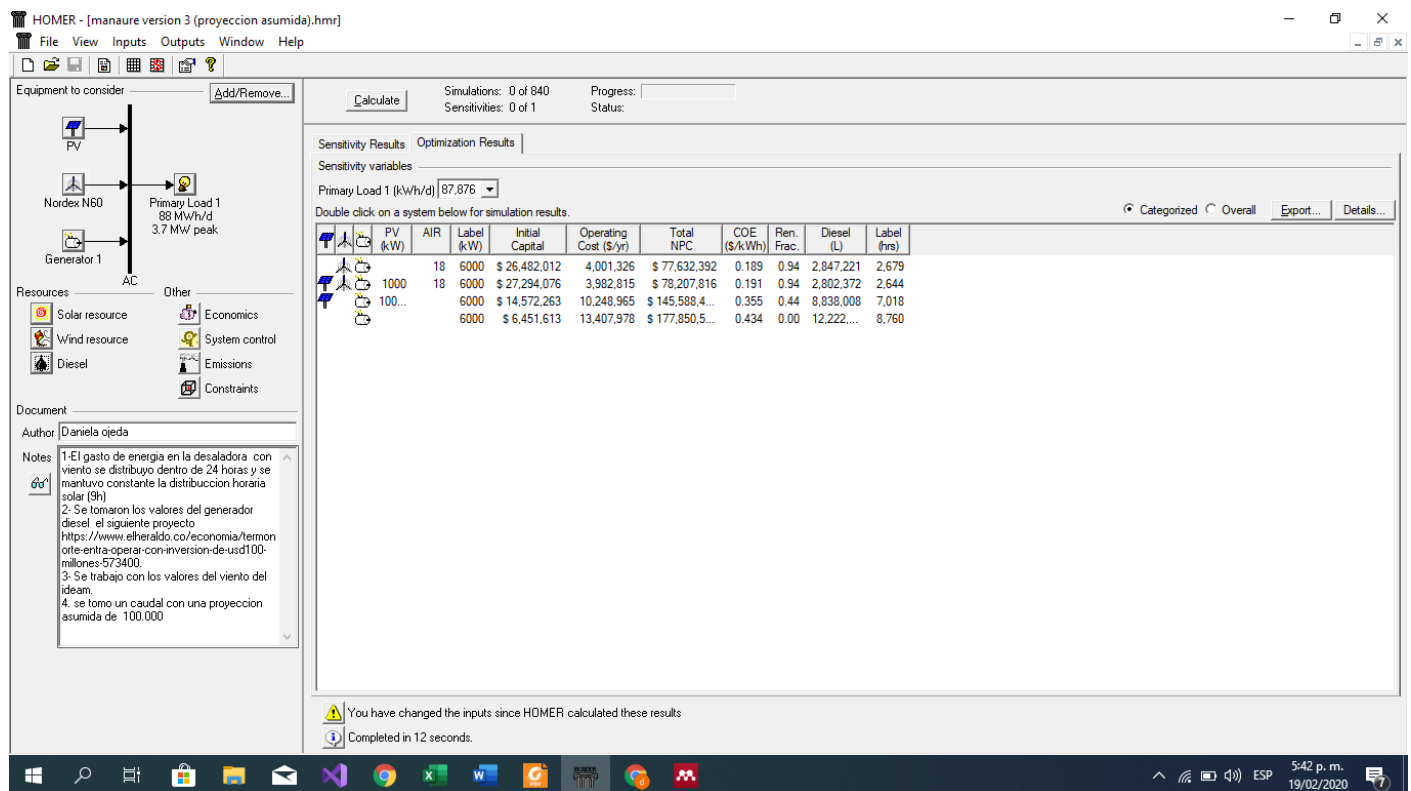 HOMER - [manaure version 3 (proyeccion asumida).hmr]
File View Inputs Outputs Window Help
Equipment to consider
Add/Remove...
PV
Nordex N60
Generator 1
AC
Primary Load 1
88 MWh/d
3.7 MW peak
Resources
Other
Solar resource
Economics
Wind resource
System control
Diesel
Emissions
Constraints
Document
Author Daniela ojeda
Notes
1-El gasto de energia en la desaladora con
viento se distribuyo dentro de 24 horas y se
mantuvo constante la distribuccion horaria
solar (9h)
2- Se tomaron los valores del generador
diesel el siguiente proyecto
https://www.elheraldo.co/economia/termon
orte-entra-operar-con-inversion-de-usd100-
millones-573400.
3- Se trabajo con los valores del viento del
ideam.
4. se tomo un caudal con una proyeccion
asumida de 100.000
Calculate
Simulations: 0 of 840
Progress:
Sensitivities: 0 of 1
Status:
Sensitivity Results
Optimization Results
Sensitivity variables
Primary Load 1 (kWh/d) 87,876
Double click on a system below for simulation results.
Categorized
Overall
Export...
Details...
PV (kW) AIR Label (kW) Initial Capital Operating Cost ($/yr) Total NPC COE ($/kWh) Ren. Frac. Diesel (L) Label (hrs)
18 6000 $ 26,482,012 4,001,326 $ 77,632,392 0.189 0.94 2,847,221 2,679
1000 18 6000 $ 27,294,076 3,982,815 $ 78,207,816 0.191 0.94 2,802,372 2,644
100... 6000 $ 14,572,263 10,248,965 $ 145,588,4... 0.355 0.44 8,838,008 7,018
6000 $ 6,451,613 13,407,978 $ 177,850,5... 0.434 0.00 12,222,... 8,760
You have changed the inputs since HOMER calculated these results
Completed in 12 seconds.
ESP
5:42 p. m.
19/02/2020
7